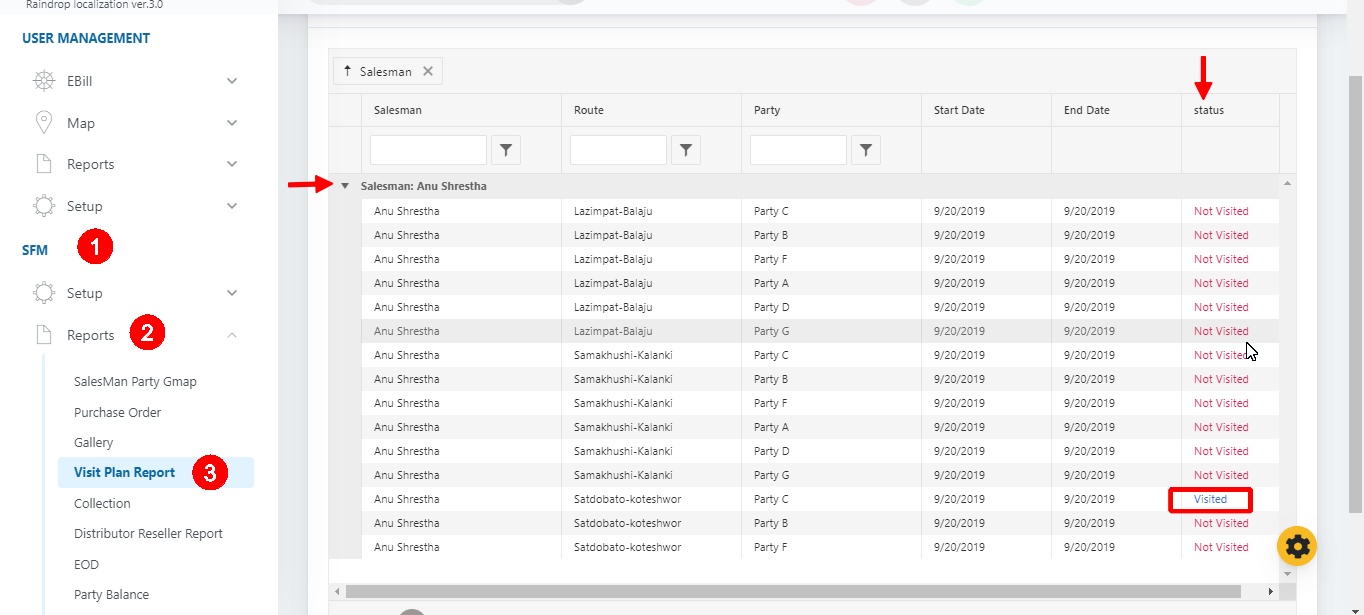 Raindrop localization ver.3.0
USER MANAGEMENT
EBill
Map
Reports
Setup
SFM 1
Setup
Reports 2
SalesMan Party Gmap
Purchase Order
Gallery
Visit Plan Report 3
Collection
Distributor Reseller Report
EOD
Party Balance
Salesman
Salesman Route Party Start Date End Date status
Salesman: Anu Shrestha
Anu Shrestha Lazimpat-Balaju Party C 9/20/2019 9/20/2019 Not Visited
Anu Shrestha Lazimpat-Balaju Party B 9/20/2019 9/20/2019 Not Visited
Anu Shrestha Lazimpat-Balaju Party F 9/20/2019 9/20/2019 Not Visited
Anu Shrestha Lazimpat-Balaju Party A 9/20/2019 9/20/2019 Not Visited
Anu Shrestha Lazimpat-Balaju Party D 9/20/2019 9/20/2019 Not Visited
Anu Shrestha Lazimpat-Balaju Party G 9/20/2019 9/20/2019 Not Visited
Anu Shrestha Samakhushi-Kalanki Party C 9/20/2019 9/20/2019 Not Visited
Anu Shrestha Samakhushi-Kalanki Party B 9/20/2019 9/20/2019 Not Visited
Anu Shrestha Samakhushi-Kalanki Party F 9/20/2019 9/20/2019 Not Visited
Anu Shrestha Samakhushi-Kalanki Party A 9/20/2019 9/20/2019 Not Visited
Anu Shrestha Samakhushi-Kalanki Party D 9/20/2019 9/20/2019 Not Visited
Anu Shrestha Samakhushi-Kalanki Party G 9/20/2019 9/20/2019 Not Visited
Anu Shrestha Satdobato-koteshwor Party C 9/20/2019 9/20/2019 Visited
Anu Shrestha Satdobato-koteshwor Party B 9/20/2019 9/20/2019 Not Visited
Anu Shrestha Satdobato-koteshwor Party F 9/20/2019 9/20/2019 Not Visited